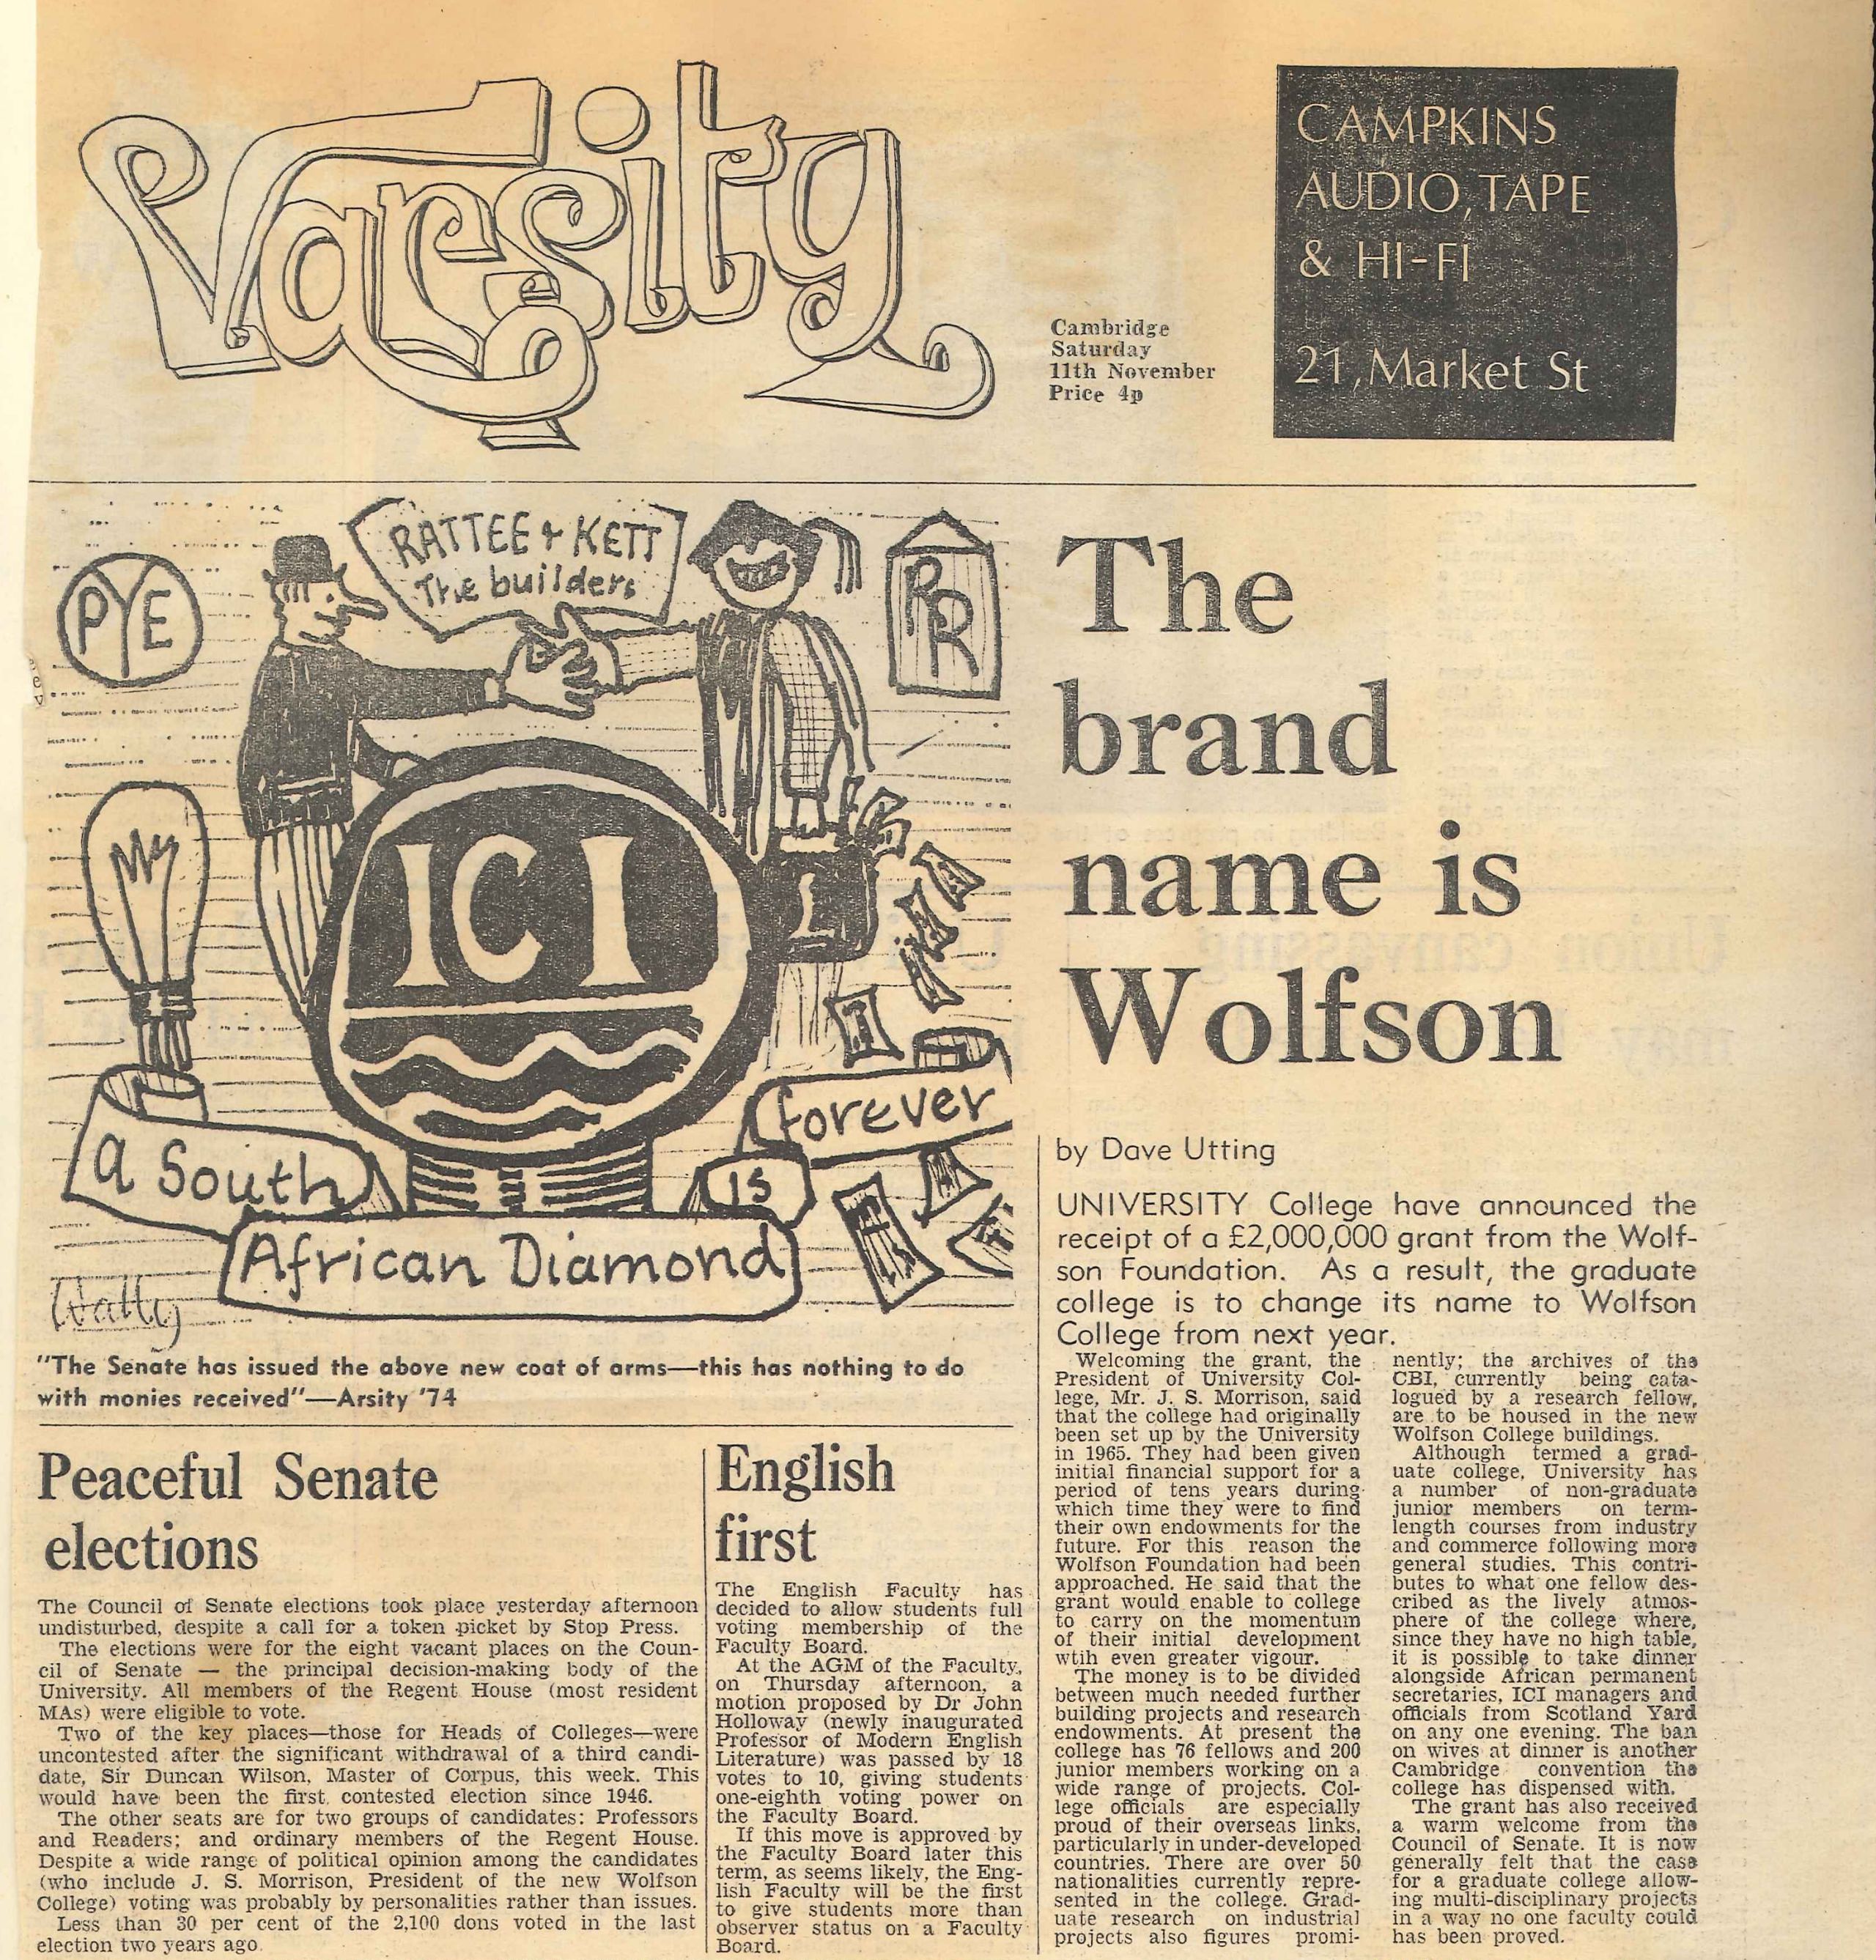 Varsity
Cambridge
Saturday
11th November
Price 4p
CAMPKINS
AUDIO, TAPE
& HI-FI
21, Market St
PYE
RATTEE & KETT
The builders
RR
ICI
£
a South
African Diamond
is
forever
Wally
"The Senate has issued the above new coat of arms—this has nothing to do
with monies received"—Arsity '74
The
brand
name is
Wolfson
by Dave Utting
UNIVERSITY College have announced the
receipt of a £2,000,000 grant from the Wolf-
son Foundation. As a result, the graduate
college is to change its name to Wolfson
College from next year.
Welcoming the grant, the
President of University Col-
lege, Mr. J. S. Morrison, said
that the college had originally
been set up by the University
in 1965. They had been given
initial financial support for a
period of tens years during
which time they were to find
their own endowments for the
future. For this reason the
Wolfson Foundation had been
approached. He said that the
grant would enable to college
to carry on the momentum
of their initial development
wtih even greater vigour.
The money is to be divided
between much needed further
building projects and research
endowments. At present the
college has 76 fellows and 200
junior members working on a
wide range of projects. Col-
lege officials are especially
proud of their overseas links,
particularly in under-developed
countries. There are over 50
nationalities currently repre-
sented in the college. Grad-
uate research on industrial
projects also figures promi-
nently; the archives of the
CBI, currently being cata-
logued by a research fellow,
are to be housed in the new
Wolfson College buildings.
Although termed a grad-
uate college, University has
a number of non-graduate
junior members on term-
length courses from industry
and commerce following more
general studies. This contri-
butes to what one fellow des-
cribed as the lively atmos-
phere of the college where,
since they have no high table,
it is possible to take dinner
alongside African permanent
secretaries, ICI managers and
officials from Scotland Yard
on any one evening. The ban
on wives at dinner is another
Cambridge convention the
college has dispensed with.
The grant has also received
a warm welcome from the
Council of Senate. It is now
generally felt that the case
for a graduate college allow-
ing multi-disciplinary projects
in a way no one faculty could
has been proved.
Peaceful Senate
elections
The Council of Senate elections took place yesterday afternoon
undisturbed, despite a call for a token picket by Stop Press.
The elections were for the eight vacant places on the Coun-
cil of Senate — the principal decision-making body of the
University. All members of the Regent House (most resident
MAs) were eligible to vote.
Two of the key places—those for Heads of Colleges—were
uncontested after the significant withdrawal of a third candi-
date, Sir Duncan Wilson, Master of Corpus, this week. This
would have been the first contested election since 1946.
The other seats are for two groups of candidates: Professors
and Readers; and ordinary members of the Regent House.
Despite a wide range of political opinion among the candidates
(who include J. S. Morrison, President of the new Wolfson
College) voting was probably by personalities rather than issues.
Less than 30 per cent of the 2,100 dons voted in the last
election two years ago.
English
first
The English Faculty has
decided to allow students full
voting membership of the
Faculty Board.
At the AGM of the Faculty,
on Thursday afternoon, a
motion proposed by Dr John
Holloway (newly inaugurated
Professor of Modern English
Literature) was passed by 18
votes to 10, giving students
one-eighth voting power on
the Faculty Board.
If this move is approved by
the Faculty Board later this
term, as seems likely, the Eng-
lish Faculty will be the first
to give students more than
observer status on a Faculty
Board.